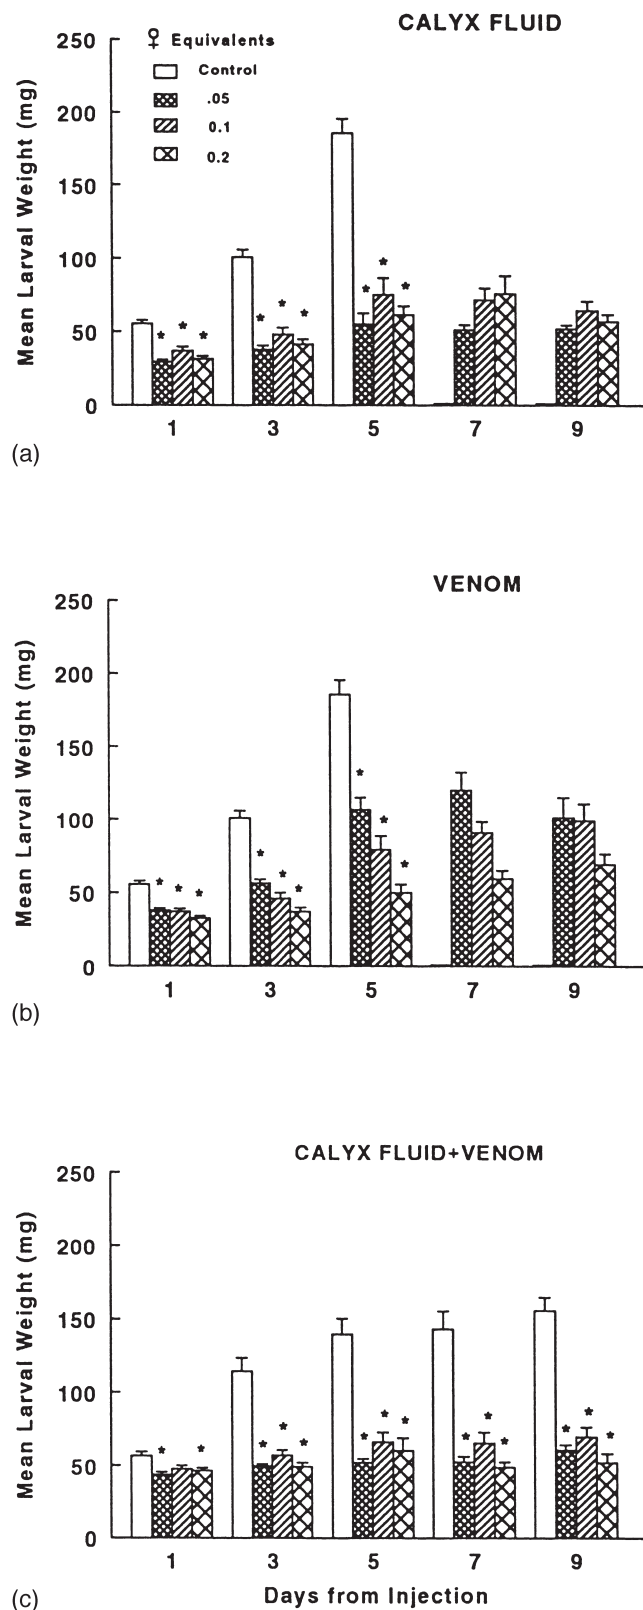 CALYX FLUID
250
♀ Equivalents
Control
.05
0.1
0.2
200
150
100
50
0
Mean Larval Weight (mg)
* * *
* * *
* * *
1 3 5 7 9
(a)
VENOM
250
200
150
100
50
0
Mean Larval Weight (mg)
* * *
* * *
* * *
1 3 5 7 9
(b)
CALYX FLUID+VENOM
250
200
150
100
50
0
Mean Larval Weight (mg)
* *
* * *
* * *
* * *
* * *
1 3 5 7 9
(c)
Days from Injection